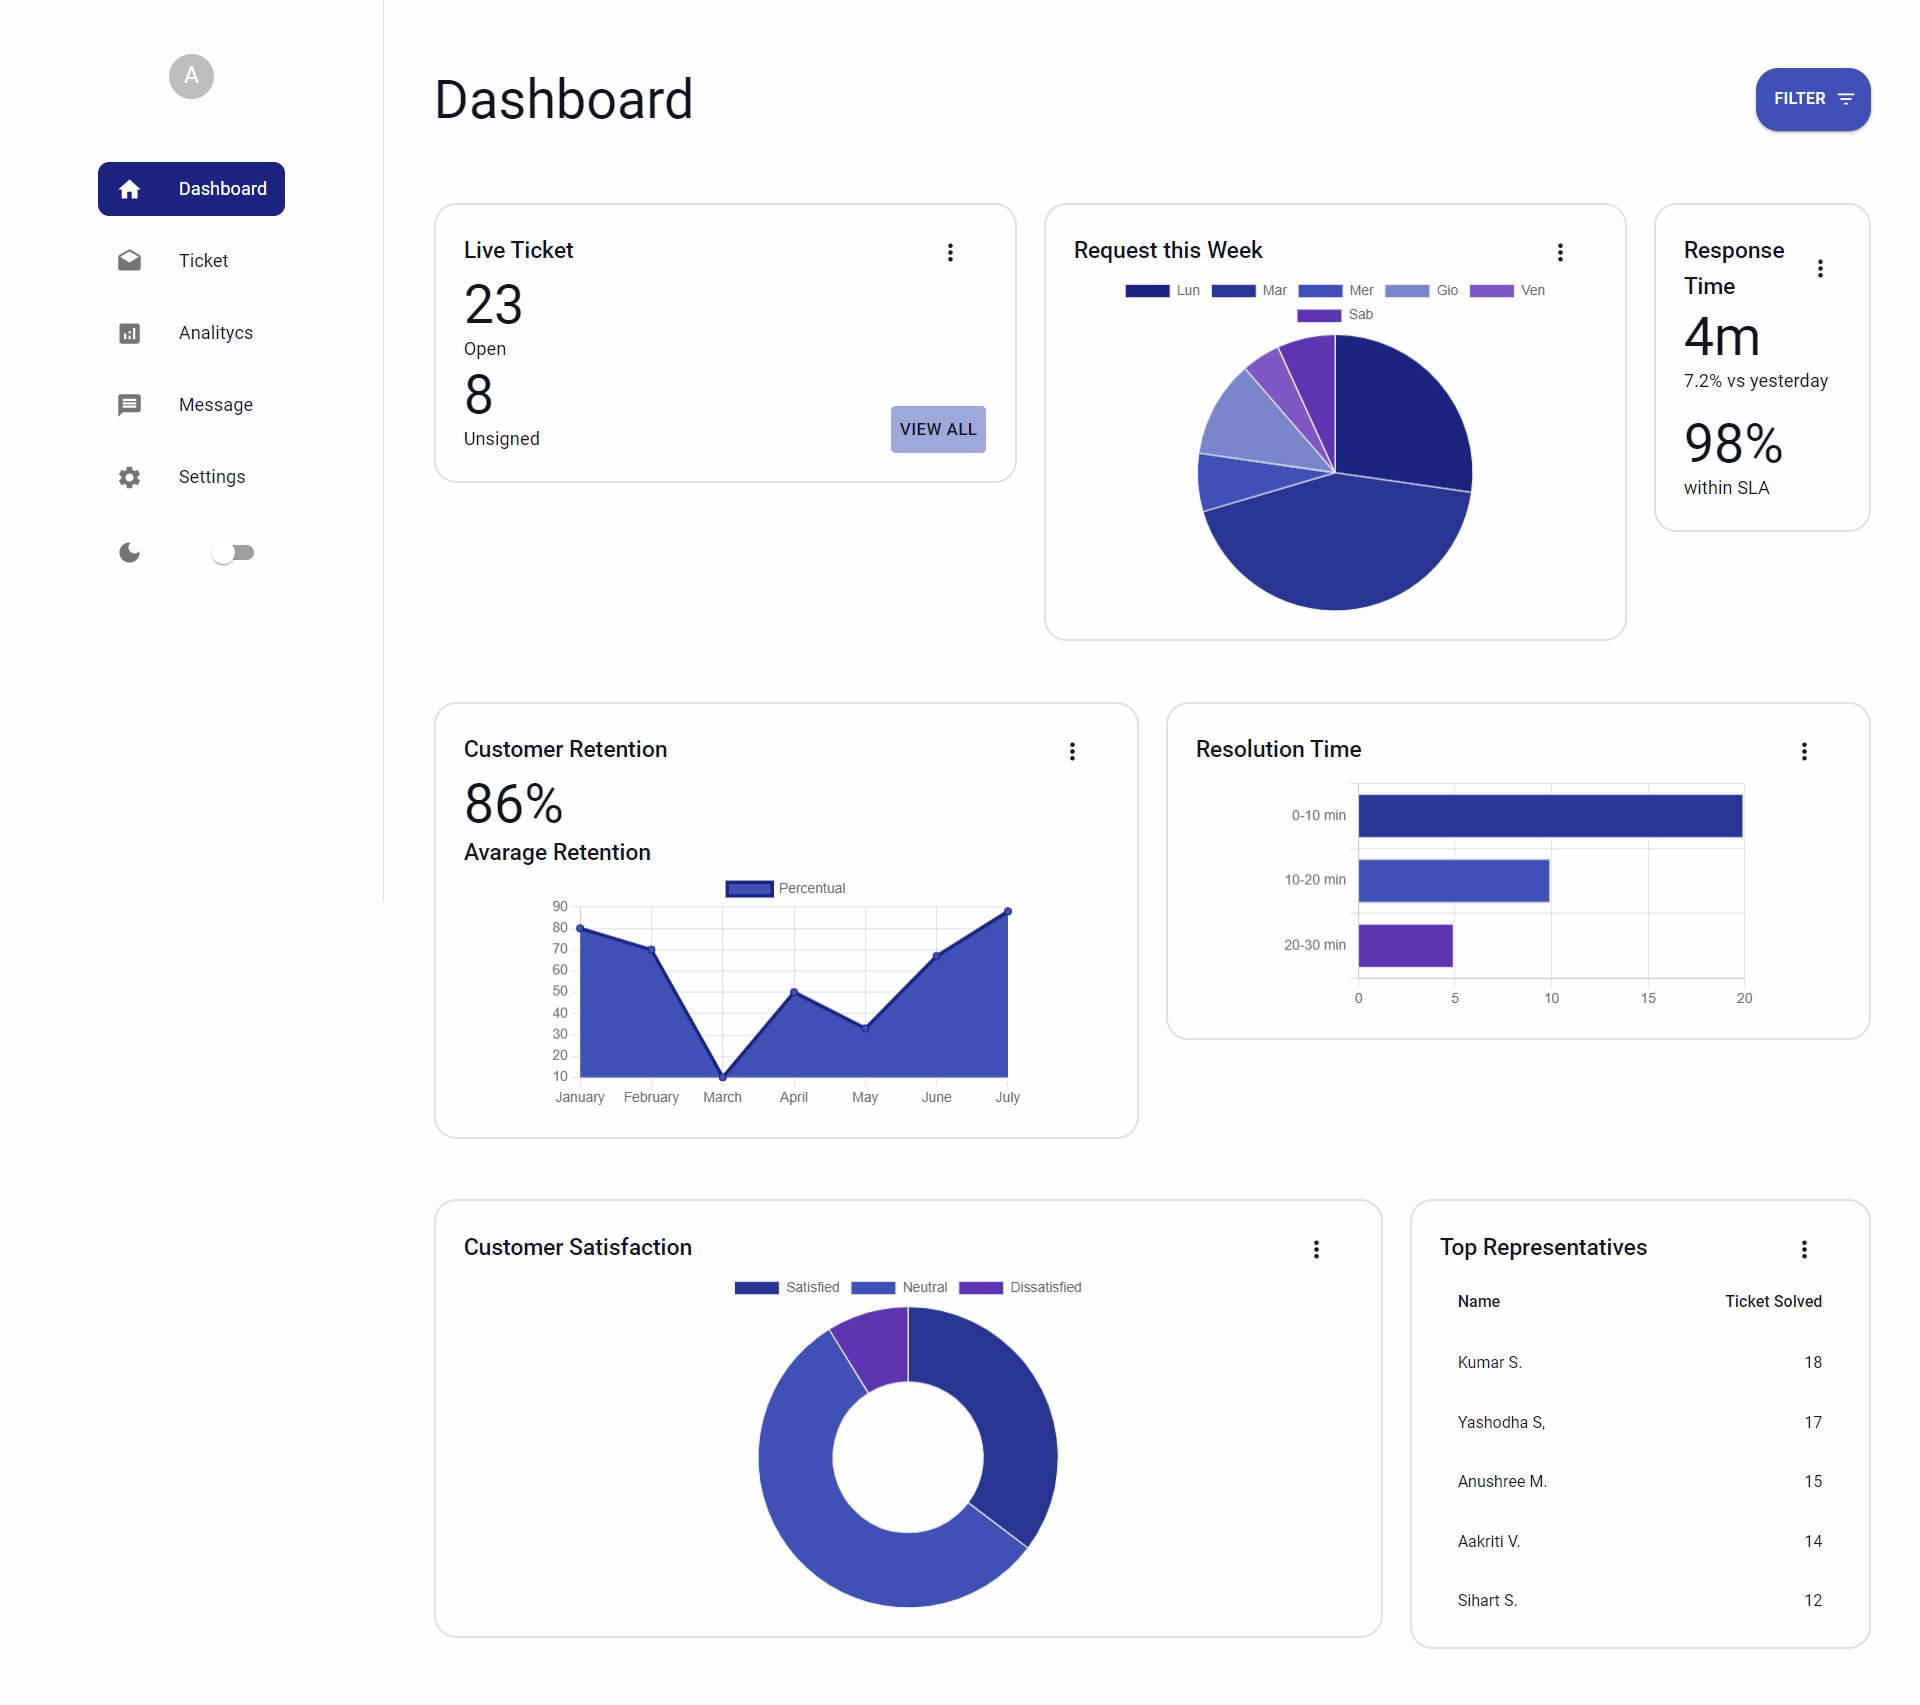 A
Dashboard
Ticket
Analitycs
Message
Settings
Dashboard
FILTER
Live Ticket
23
Open
8
Unsigned
VIEW ALL
Request this Week
Lun Mar Mer Gio Ven
Sab
Response
Time
4m
7.2% vs yesterday
98%
within SLA
Customer Retention
86%
Avarage Retention
Percentual
90
80
70
60
50
40
30
20
10
January February March April May June July
Resolution Time
0-10 min
10-20 min
20-30 min
0 5 10 15 20
Customer Satisfaction
Satisfied Neutral Dissatisfied
Top Representatives
Name Ticket Solved
Kumar S. 18
Yashodha S, 17
Anushree M. 15
Aakriti V. 14
Sihart S. 12